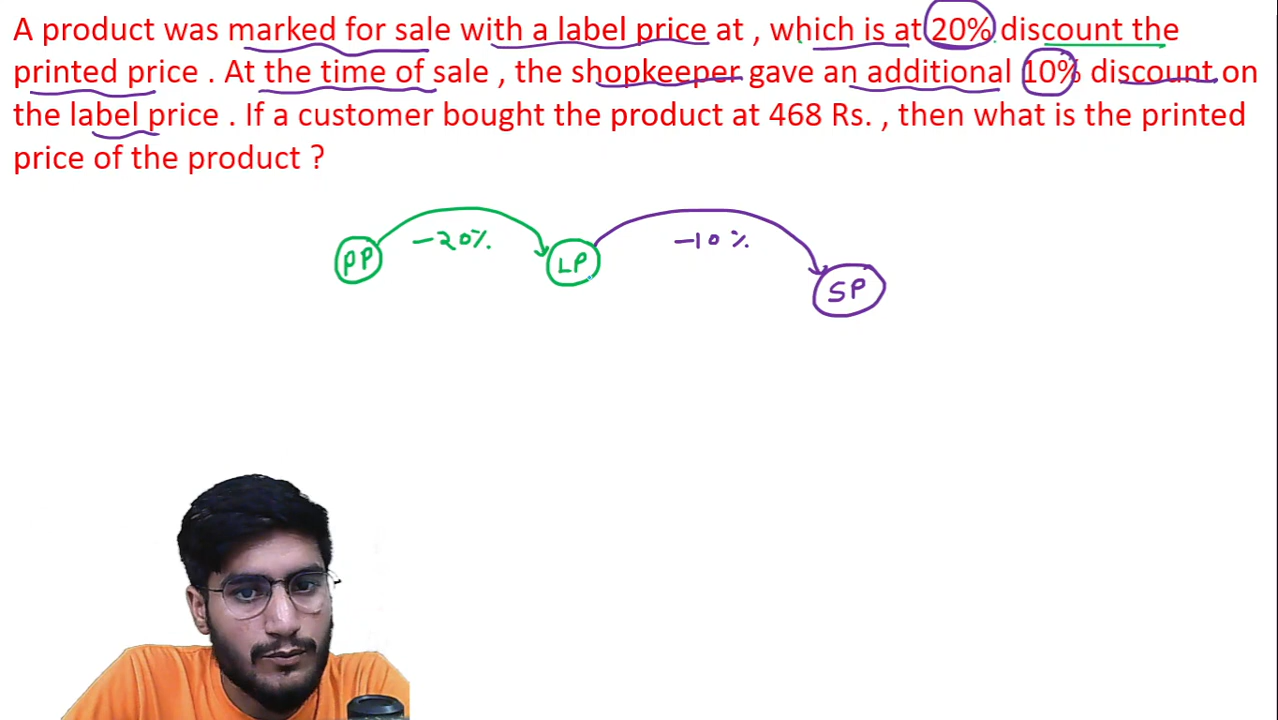 A product was marked for sale with a label price at , which is at 20% discount the
printed price . At the time of sale , the shopkeeper gave an additional 10% discount on
the label price . If a customer bought the product at 468 Rs. , then what is the printed
price of the product ?
-20% -10%
PP LP SP